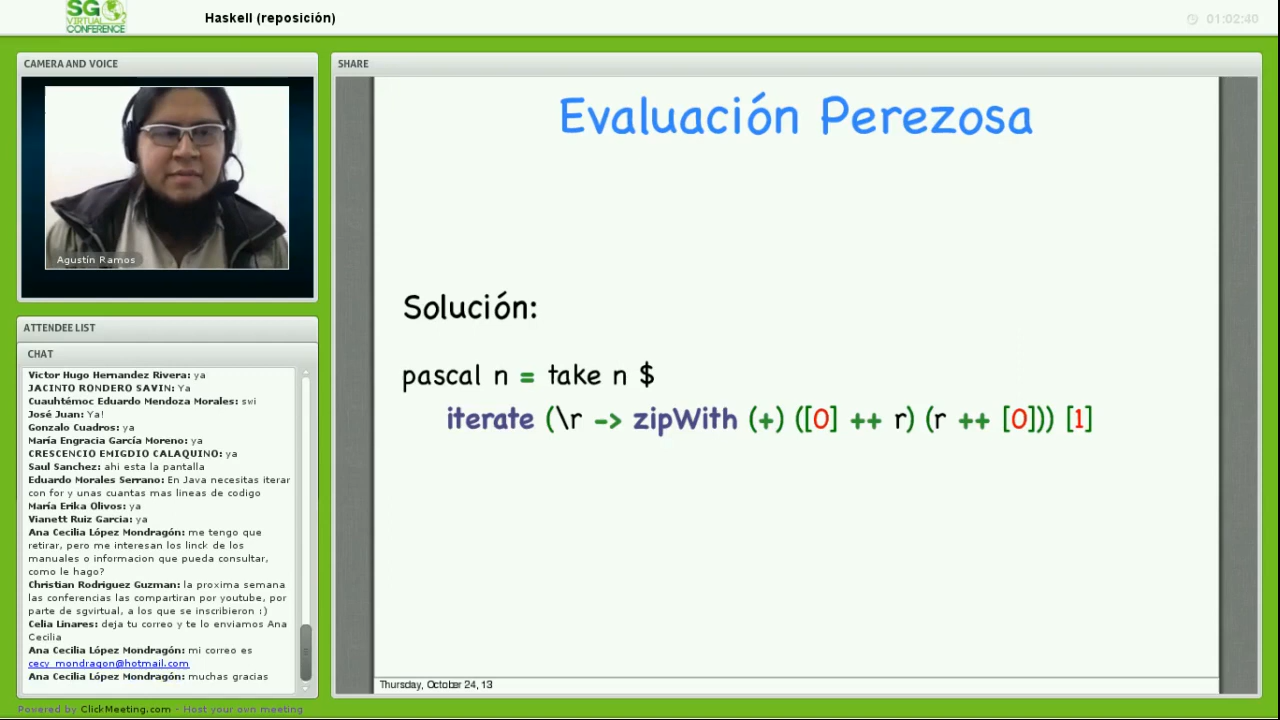 SG
VIRTUAL
CONFERENCE
Haskell (reposición)
01:02:40
CAMERA AND VOICE
Agustín Ramos
ATTENDEE LIST
CHAT
Victor Hugo Hernandez Rivera: ya
JACINTO RONDERO SAVIN: Ya
Cuauhtémoc Eduardo Mendoza Morales: swi
José Juan: Ya!
Gonzalo Cuadros: ya
María Engracia García Moreno: ya
CRESCENCIO EMIGDIO CALAQUINO: ya
Saul Sanchez: ahi esta la pantalla
Eduardo Morales Serrano: En Java necesitas iterar
con for y unas cuantas mas lineas de codigo
María Erika Olivos: ya
Vianett Ruiz Garcia: ya
Ana Cecilia López Mondragón: me tengo que
retirar, pero me interesan los linck de los
manuales o informacion que pueda consultar,
como le hago?
Christian Rodriguez Guzman: la proxima semana
las conferencias las compartiran por youtube, por
parte de sgvirtual, a los que se inscribieron :)
Celia Linares: deja tu correo y te lo enviamos Ana
Cecilia
Ana Cecilia López Mondragón: mi correo es
cecy_mondragon@hotmail.com
Ana Cecilia López Mondragón: muchas gracias
SHARE
Evaluación Perezosa
Solución:
pascal n = take n $
iterate (\r -> zipWith (+) ([0] ++ r) (r ++ [0])) [1]
Thursday, October 24, 13
Powered by ClickMeeting.com - Host your own meeting